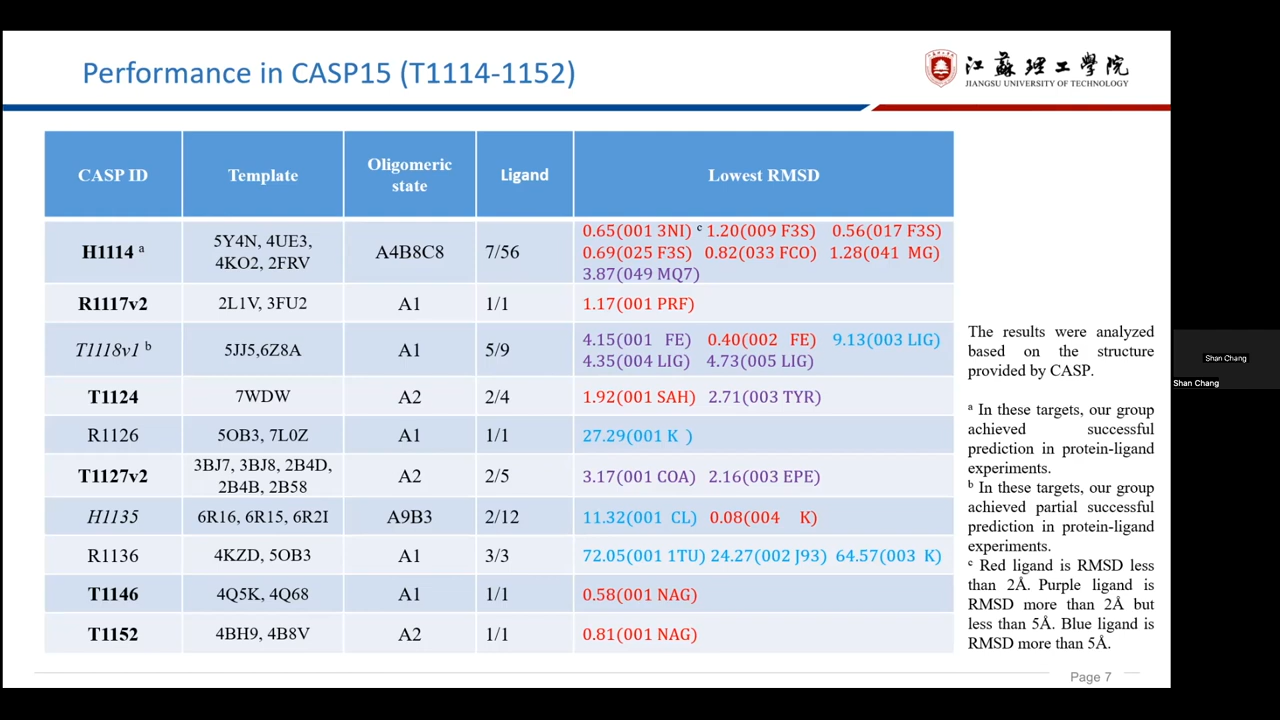 Performance in CASP15 (T1114-1152)
江蘇理工學院
JIANGSU UNIVERSITY OF TECHNOLOGY
CASP ID Template Oligomeric state Ligand Lowest RMSD
H1114 a 5Y4N, 4UE3, 4KO2, 2FRV A4B8C8 7/56 0.65(001 3NI) c 1.20(009 F3S) 0.56(017 F3S)
0.69(025 F3S) 0.82(033 FCO) 1.28(041 MG)
3.87(049 MQ7)
R1117v2 2L1V, 3FU2 A1 1/1 1.17(001 PRF)
T1118v1 b 5JJ5,6Z8A A1 5/9 4.15(001 FE) 0.40(002 FE) 9.13(003 LIG)
4.35(004 LIG) 4.73(005 LIG)
T1124 7WDW A2 2/4 1.92(001 SAH) 2.71(003 TYR)
R1126 5OB3, 7L0Z A1 1/1 27.29(001 K )
T1127v2 3BJ7, 3BJ8, 2B4D, 2B4B, 2B58 A2 2/5 3.17(001 COA) 2.16(003 EPE)
H1135 6R16, 6R15, 6R2I A9B3 2/12 11.32(001 CL) 0.08(004 K)
R1136 4KZD, 5OB3 A1 3/3 72.05(001 1TU) 24.27(002 J93) 64.57(003 K)
T1146 4Q5K, 4Q68 A1 1/1 0.58(001 NAG)
T1152 4BH9, 4B8V A2 1/1 0.81(001 NAG)
The results were analyzed
based on the structure
provided by CASP.
a In these targets, our group
achieved successful
prediction in protein-ligand
experiments.
b In these targets, our group
achieved partial successful
prediction in protein-ligand
experiments.
c Red ligand is RMSD less
than 2Å. Purple ligand is
RMSD more than 2Å but
less than 5Å. Blue ligand is
RMSD more than 5Å.
Page 7
Shan Chang
Shan Chang